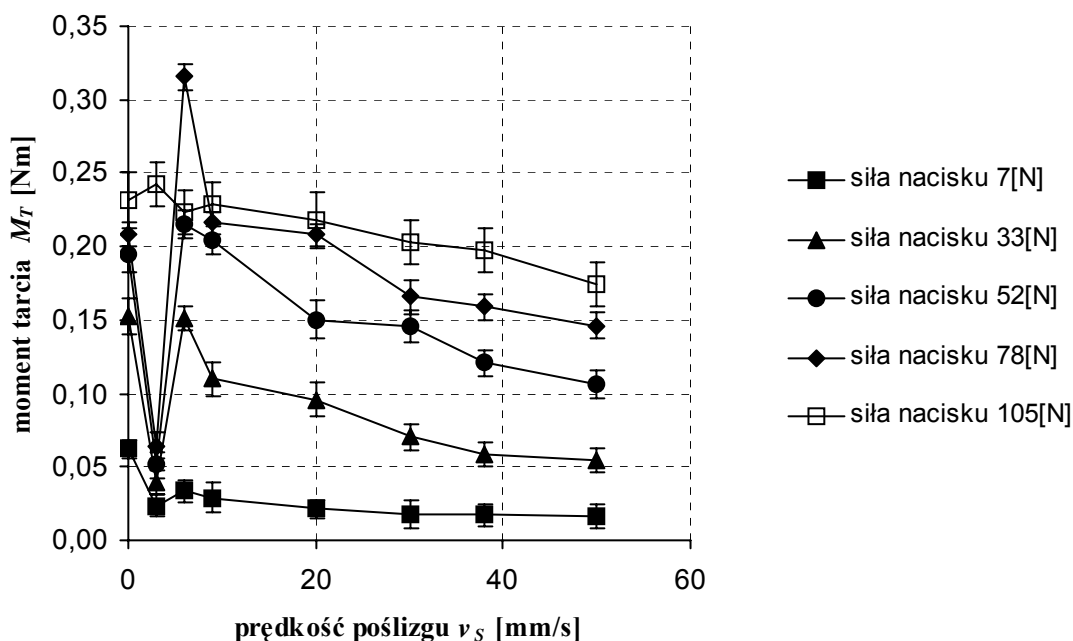 0,35
0,30
0,25
0,20
0,15
0,10
0,05
0,00
moment tarcia M_T [Nm]
0 20 40 60
prędkość poślizgu v_S [mm/s]
siła nacisku 7[N]
siła nacisku 33[N]
siła nacisku 52[N]
siła nacisku 78[N]
siła nacisku 105[N]